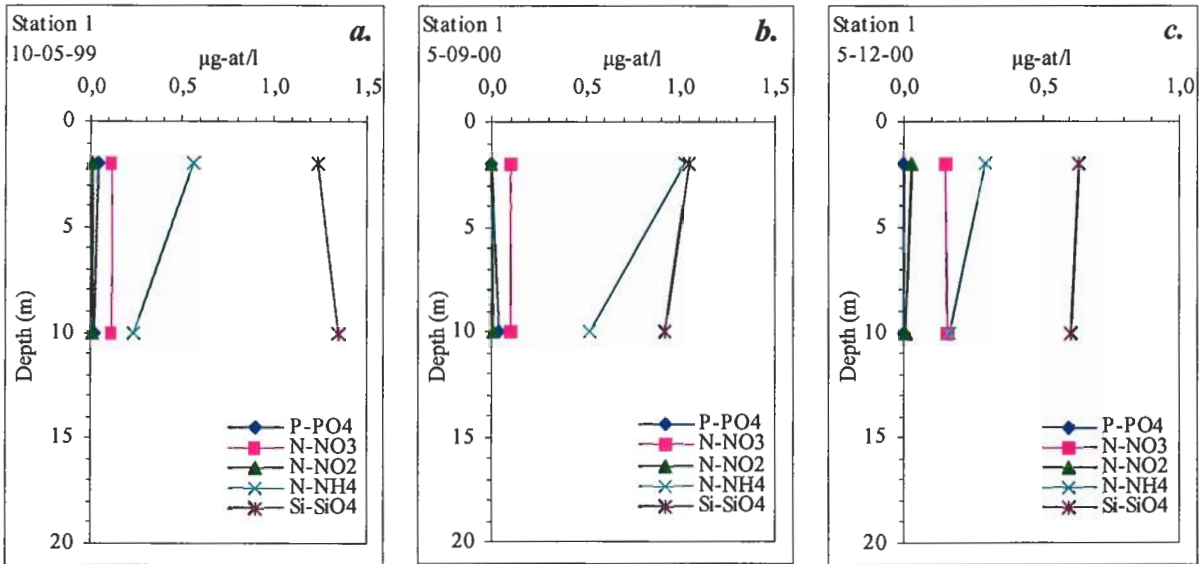 Station 1
a.
10-05-99
µg-at/l
0,0 0,5 1,0 1,5
0
5
10
15
20
Depth (m)
P-PO4
N-NO3
N-NO2
N-NH4
Si-SiO4
Station 1
b.
5-09-00
µg-at/l
0,0 0,5 1,0 1,5
0
5
10
15
20
Depth (m)
P-PO4
N-NO3
N-NO2
N-NH4
Si-SiO4
Station 1
c.
5-12-00
µg-at/l
0,0 0,5 1,0
0
5
10
15
20
Depth (m)
P-PO4
N-NO3
N-NO2
N-NH4
Si-SiO4